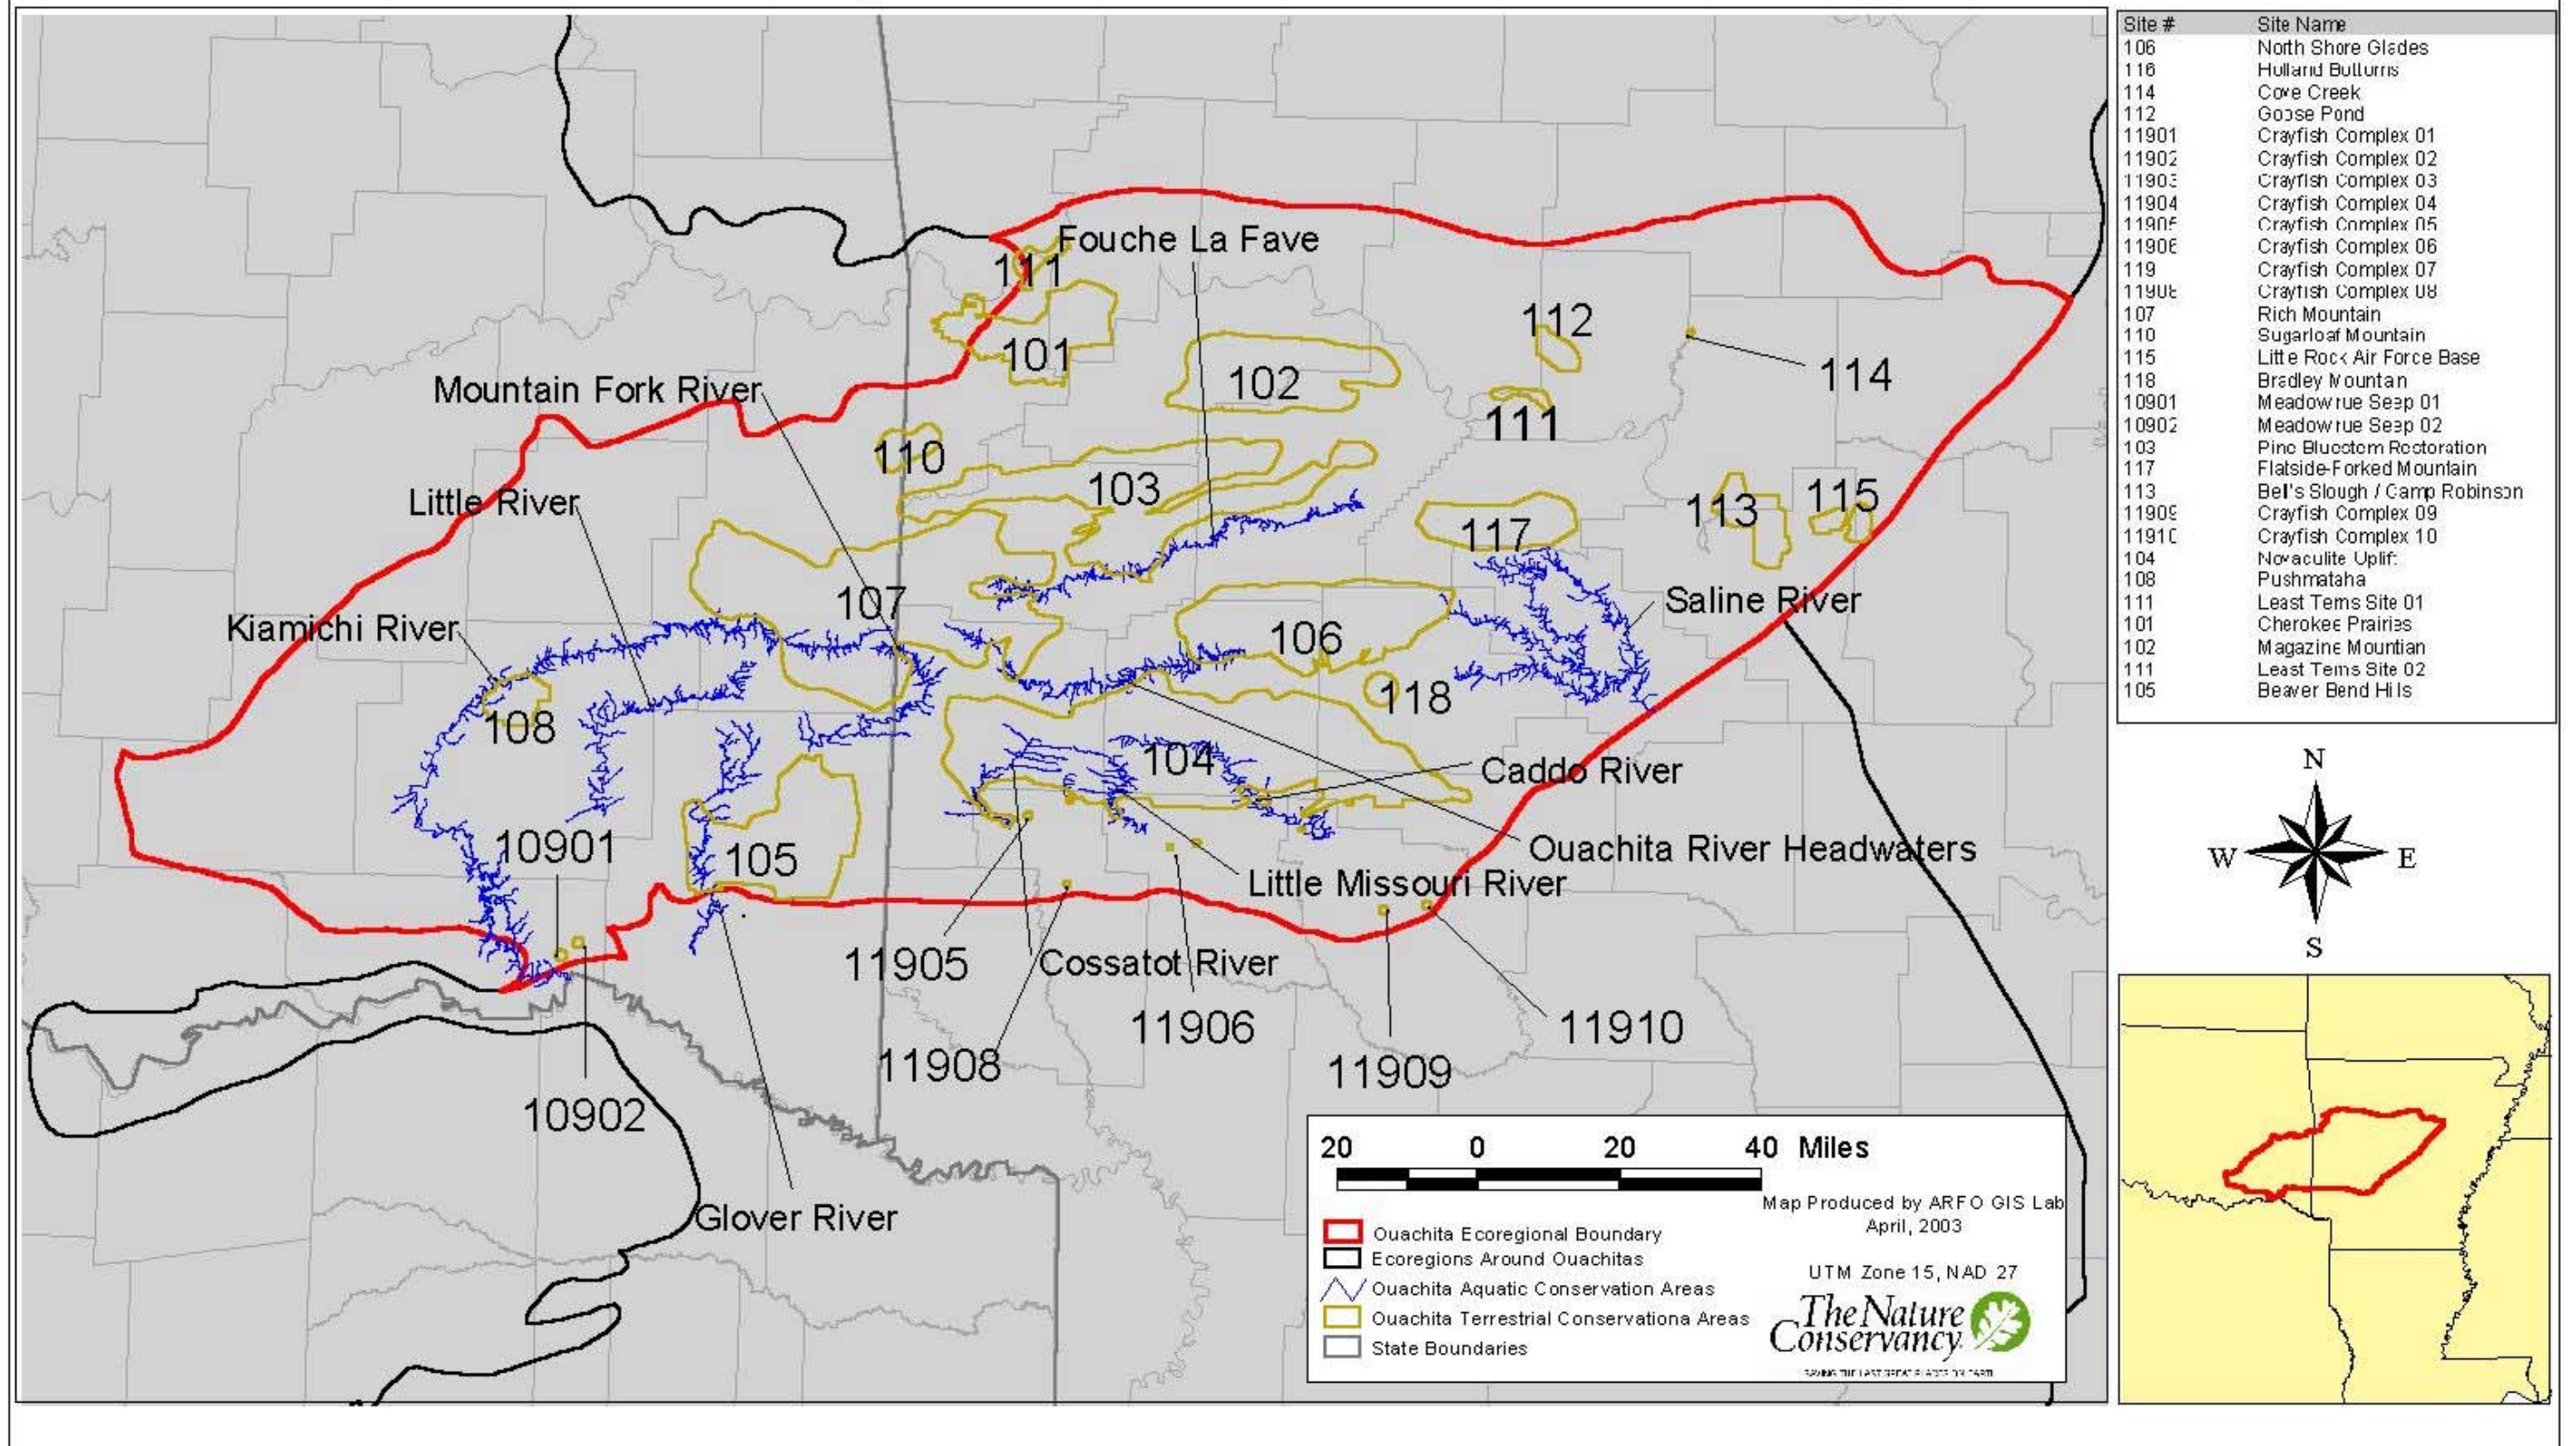 Fouche La Fave
111
101
112
114
102
Mountain Fork River
111
110
103
Little River
113
115
117
107
Saline River
Kiamichi River
106
118
108
104
Caddo River
10901
105
Ouachita River Headwaters
Little Missouri River
11905
Cossatot River
11906
11910
11908
11909
10902
Glover River
20 0 20 40 Miles
Map Produced by ARFO GIS Lab
April, 2003
Ouachita Ecoregional Boundary
Ecoregions Around Ouachitas
UTM Zone 15, NAD 27
Ouachita Aquatic Conservation Areas
Ouachita Terrestrial Conservationa Areas
State Boundaries
The Nature
Conservancy
SAVING THE LAST GREAT PLACES ON EARTH
Site # Site Name
106 North Shore Glades
116 Holland Bottoms
114 Cove Creek
112 Goose Pond
11901 Crayfish Complex 01
11902 Crayfish Complex 02
11903 Crayfish Complex 03
11904 Crayfish Complex 04
11905 Crayfish Complex 05
11906 Crayfish Complex 06
119 Crayfish Complex 07
11908 Crayfish Complex 08
107 Rich Mountain
110 Sugarloaf Mountain
115 Little Rock Air Force Base
118 Bradley Mountan
10901 Meadowrue Seep 01
10902 Meadowrue Seep 02
103 Pine Bluestem Restoration
117 Flatside-Forked Mountain
113 Bell's Slough / Camp Robinson
11909 Crayfish Complex 09
11910 Crayfish Complex 10
104 Novaculite Uplift
108 Pushmataha
111 Least Terns Site 01
101 Cherokee Prairies
102 Magazine Mountian
111 Least Terns Site 02
105 Beaver Bend Hills
N
W E
S